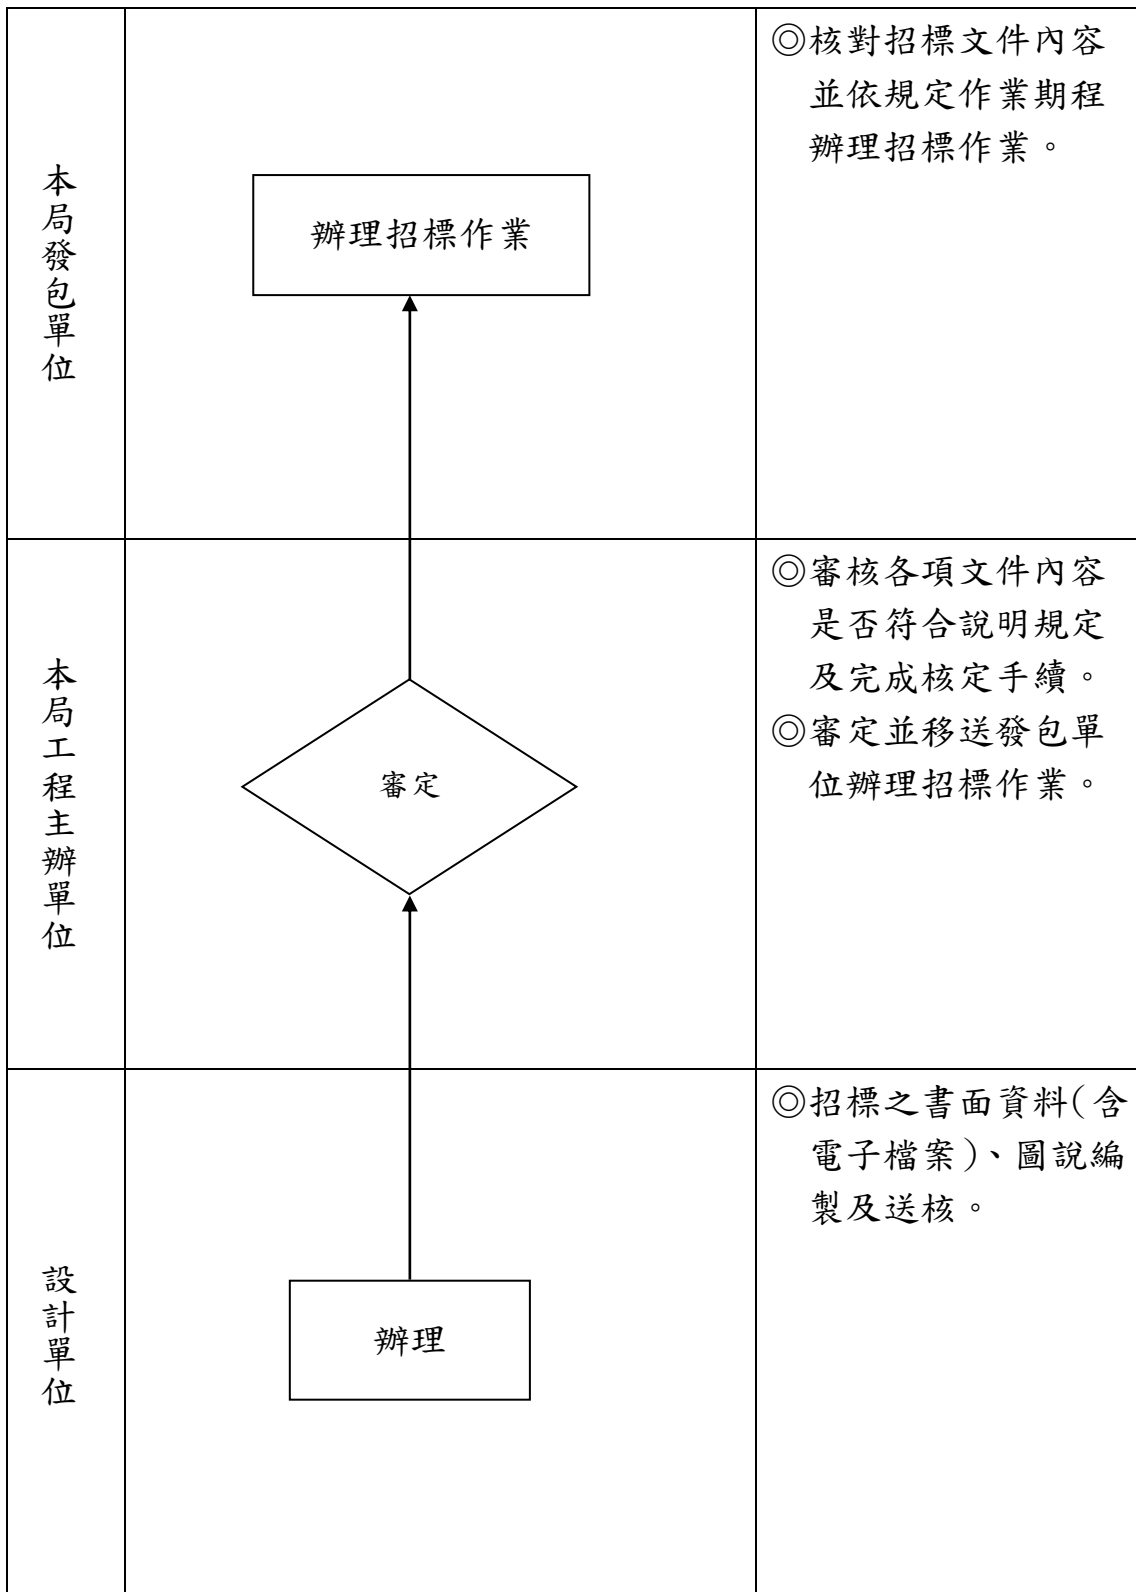 本局發包單位
辦理招標作業
◎核對招標文件內容
並依規定作業期程
辦理招標作業。
本局工程主辦單位
審定
◎審核各項文件內容
是否符合說明規定
及完成核定手續。
◎審定並移送發包單
位辦理招標作業。
設計單位
辦理
◎招標之書面資料(含
電子檔案)、圖說編
製及送核。